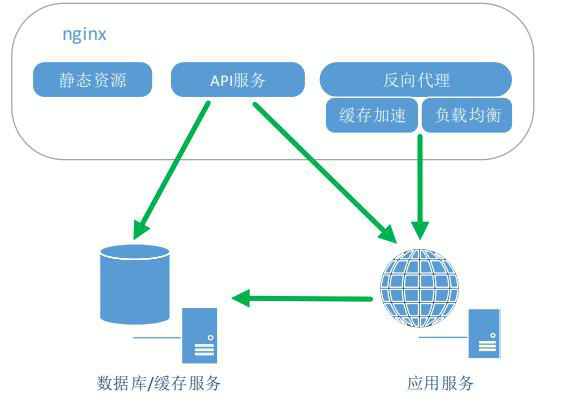 nginx
静态资源
API服务
反向代理
缓存加速
负载均衡
数据库/缓存服务
应用服务